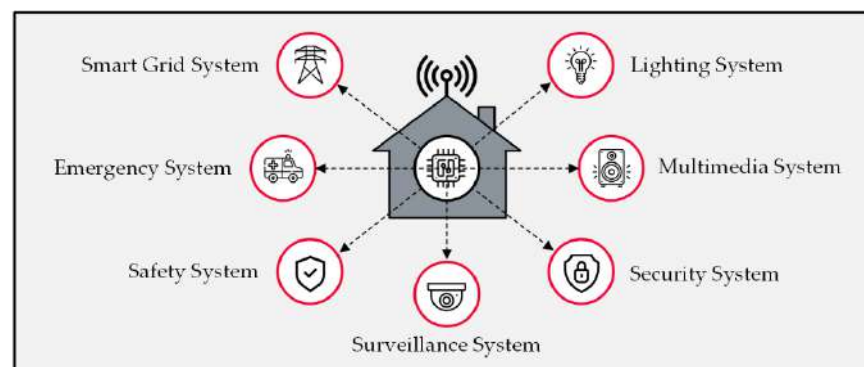 Smart Grid System
Lighting System
Emergency System
Multimedia System
Safety System
Security System
Surveillance System